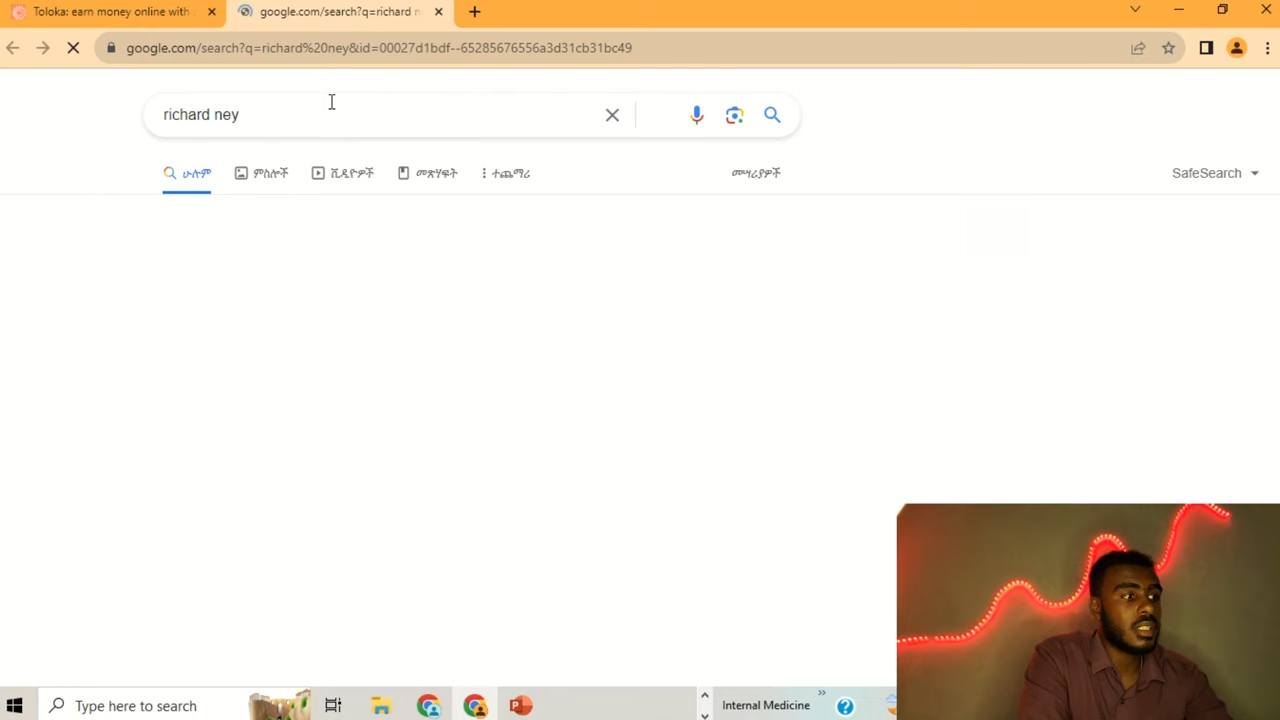 Toloka: earn money online with
google.com/search?q=richard n
google.com/search?q=richard%20ney&id=00027d1bdf--65285676556a3d31cb31bc49
richard ney
ሁሉም ምስሎች ቪዲዮዎች መጽሃፍት ተጨማሪ መሣሪያዎች SafeSearch
Type here to search Internal Medicine